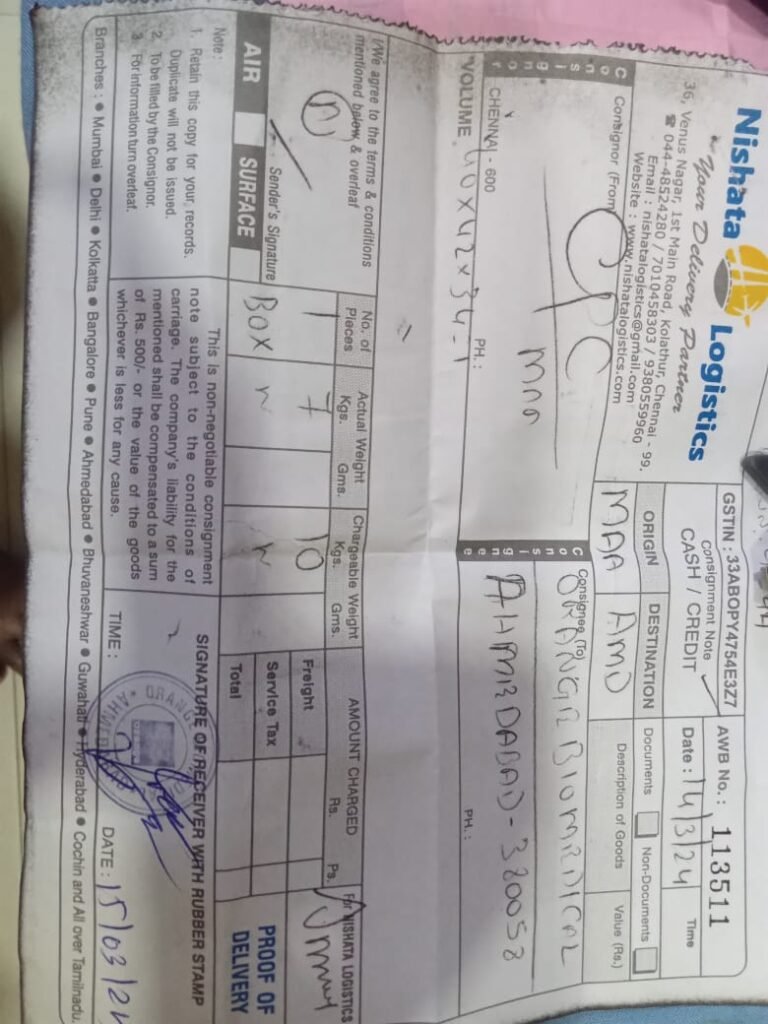 Nishata Logistics
Your Delivery Partner
36, Venus Nagar, 1st Main Road, Kolathur, Chennai - 99.
☎ 044-48524280 / 7010458303 / 9380559960
Email : nishatalogistics@gmail.com
Website : www.nishatalogistics.com
GSTIN : 33ABOPY4754E3Z7
Consignment Note
CASH / CREDIT
AWB No. : 113511
Date : 14/3/24
Time
ORIGIN
MAA
DESTINATION
AMD
Documents
Non-Documents
Description of Goods
Value (Rs.)
Consignor
Consignor (From)
CPC
MAA
CHENNAI - 600
PH. :
Consignee
Consignee (To)
ORANGE BIOMEDICAL
AHMEDABAD - 380058
PH. :
VOLUME 40x42x34-1
I/We agree to the terms & conditions
mentioned below & overleaf
Sender's Signature
AIR
SURFACE
No. of Pieces
Actual Weight
Kgs. Gms.
Chargeable Weight
Kgs. Gms.
AMOUNT CHARGED
Rs. Ps.
1
7
10
BOX
Freight
Service Tax
Total
For NISHATA LOGISTICS
PROOF OF
DELIVERY
Note :
1. Retain this copy for your, records.
Duplicate will not be issued.
2. To be filled by the Consignor.
3. For information turn overleaf.
This is non-negotiable consignment
note subject to the conditions of
carriage. The company's liability for the
mentioned shall be compensated to a sum
of Rs. 500/- or the value of the goods
whichever is less for any cause.
SIGNATURE OF RECEIVER WITH RUBBER STAMP
ORANGE
TIME :
DATE : 15/03/24
Branches : ● Mumbai ● Delhi ● Kolkatta ● Bangalore ● Pune ● Ahmedabad ● Bhuvaneshwar ● Guwahati ● Hyderabad ● Cochin and All over Tamilnadu.